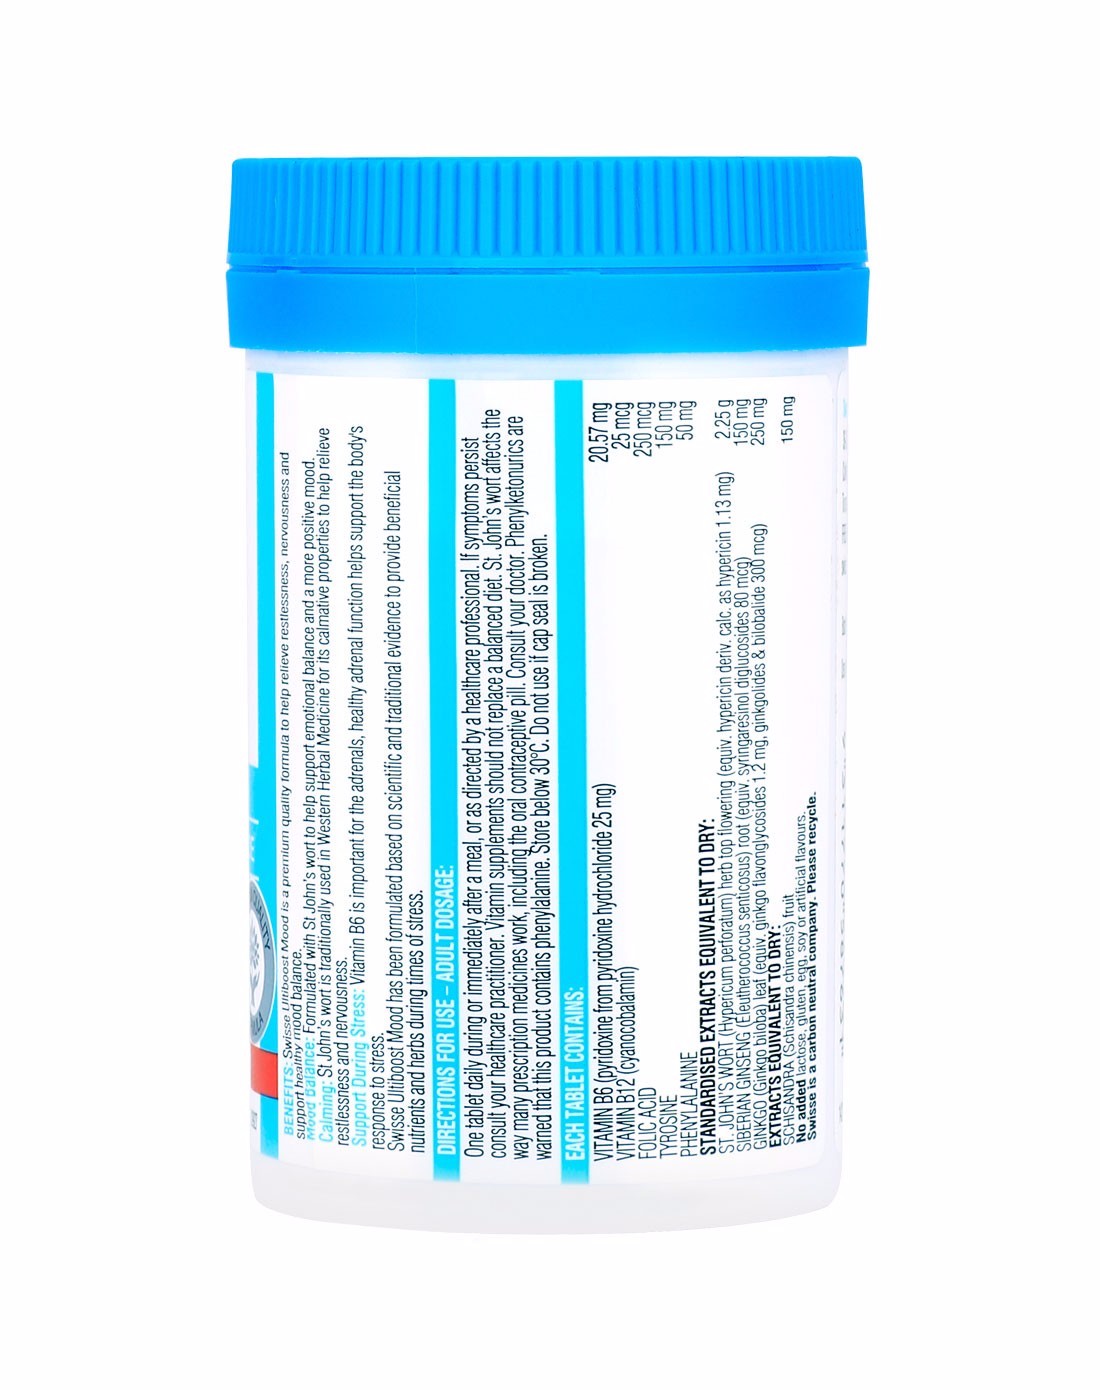 BENEFITS: Swisse Ultiboost Mood is a premium quality formula to help relieve restlessness, nervousness and
support healthy mood balance.
Mood Balance: Formulated with St John's wort to help support emotional balance and a more positive mood.
Calming: St John's wort is traditionally used in Western Herbal Medicine for its calmative properties to help relieve
restlessness and nervousness.
Support During Stress: Vitamin B6 is important for the adrenals, healthy adrenal function helps support the body's
response to stress.
Swisse Ultiboost Mood has been formulated based on scientific and traditional evidence to provide beneficial
nutrients and herbs during times of stress.
DIRECTIONS FOR USE – ADULT DOSAGE:
One tablet daily during or immediately after a meal, or as directed by a healthcare professional. If symptoms persist
consult your healthcare practitioner. Vitamin supplements should not replace a balanced diet. St. John's wort affects the
way many prescription medicines work, including the oral contraceptive pill. Consult your doctor. Phenylketonurics are
warned that this product contains phenylalanine. Store below 30°C. Do not use if cap seal is broken.
EACH TABLET CONTAINS:
VITAMIN B6 (pyridoxine from pyridoxine hydrochloride 25 mg) 20.57 mg
VITAMIN B12 (cyanocobalamin) 25 mcg
FOLIC ACID 250 mcg
TYROSINE 150 mg
PHENYLALANINE 50 mg
STANDARDISED EXTRACTS EQUIVALENT TO DRY:
ST. JOHN'S WORT (Hypericum perforatum) herb top flowering (equiv. hypericin deriv. calc. as hypericin 1.13 mg) 2.25 g
SIBERIAN GINSENG (Eleutherococcus senticosus) root (equiv. syringaresinol diglucosides 80 mcg) 150 mg
GINKGO (Ginkgo biloba) leaf (equiv. ginkgo flavonglycosides 1.2 mg, ginkgolides & bilobalide 300 mcg) 250 mg
EXTRACTS EQUIVALENT TO DRY:
SCHISANDRA (Schisandra chinensis) fruit 150 mg
No added lactose, gluten, egg, soy or artificial flavours.
Swisse is a carbon neutral company. Please recycle.